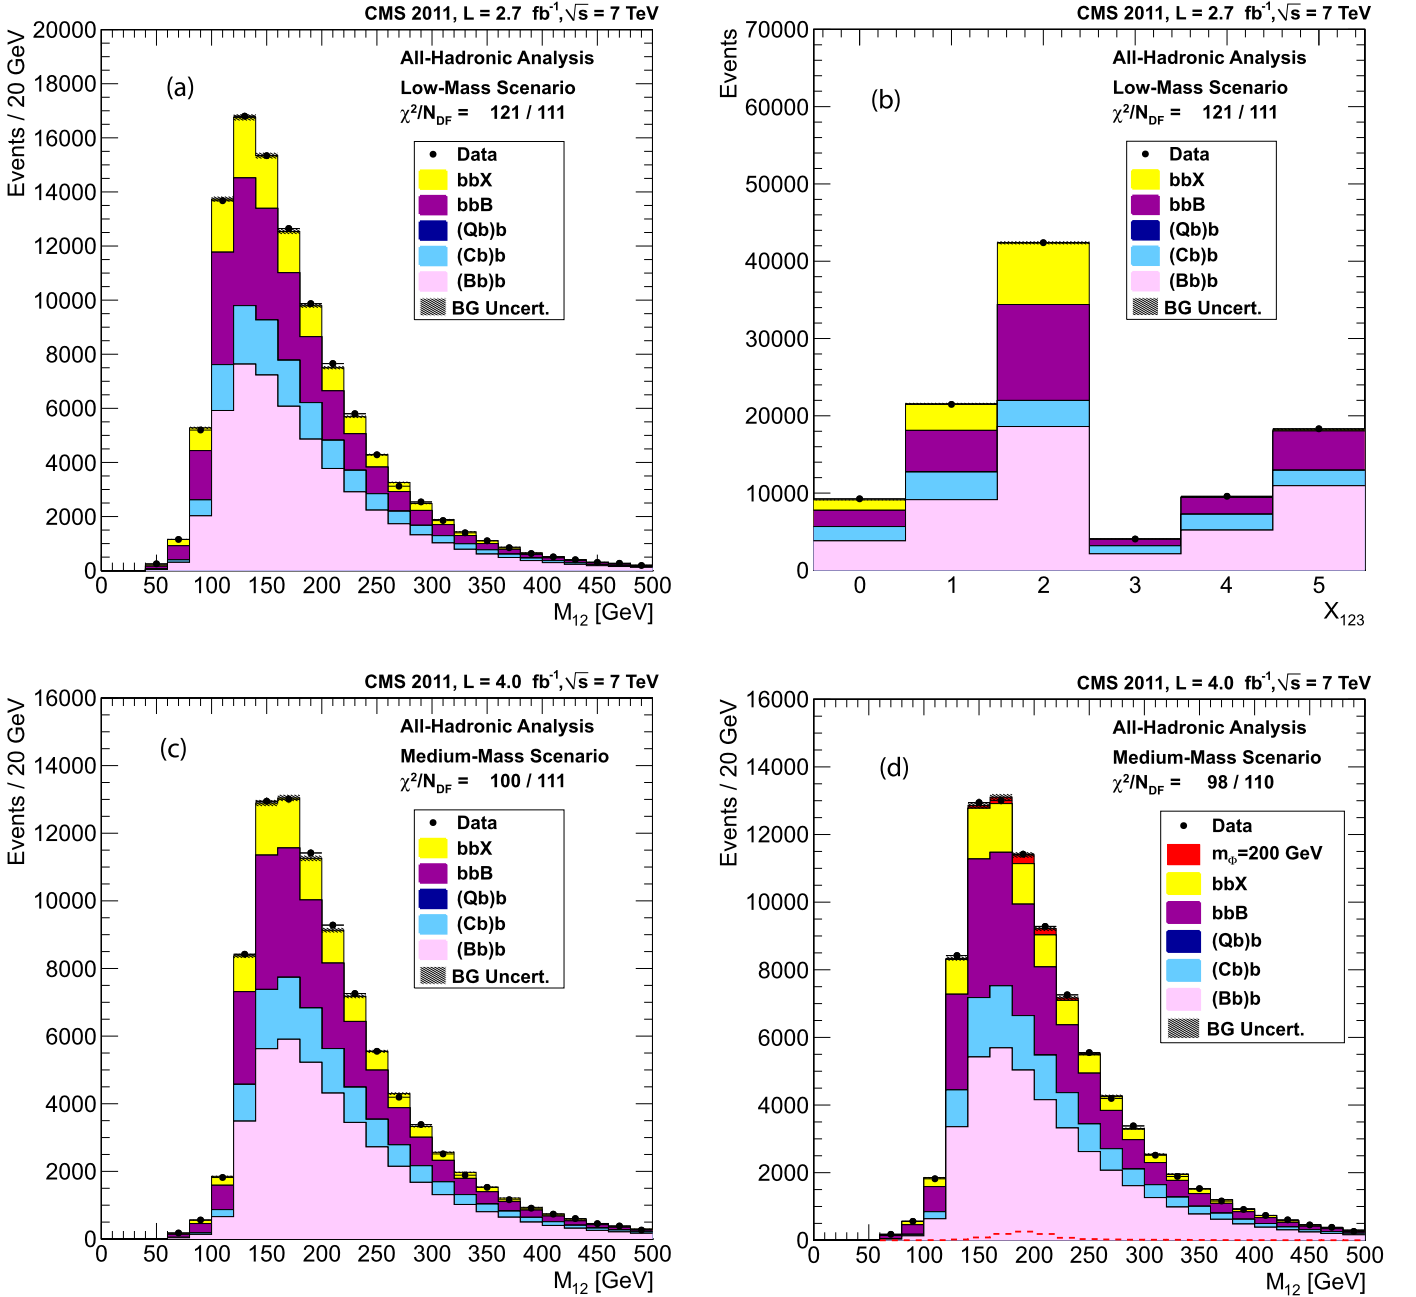 CMS 2011, L = 2.7 fb⁻¹, √s = 7 TeV
Events / 20 GeV
20000
18000
16000
14000
12000
10000
8000
6000
4000
2000
0
(a)
All-Hadronic Analysis
Low-Mass Scenario
χ²/N_DF = 121 / 111
Data
bbX
bbB
(Qb)b
(Cb)b
(Bb)b
BG Uncert.
0 50 100 150 200 250 300 350 400 450 500
M₁₂ [GeV]
CMS 2011, L = 2.7 fb⁻¹, √s = 7 TeV
Events
70000
60000
50000
40000
30000
20000
10000
0
(b)
All-Hadronic Analysis
Low-Mass Scenario
χ²/N_DF = 121 / 111
Data
bbX
bbB
(Qb)b
(Cb)b
(Bb)b
BG Uncert.
0 1 2 3 4 5
X₁₂₃
CMS 2011, L = 4.0 fb⁻¹, √s = 7 TeV
Events / 20 GeV
16000
14000
12000
10000
8000
6000
4000
2000
0
(c)
All-Hadronic Analysis
Medium-Mass Scenario
χ²/N_DF = 100 / 111
Data
bbX
bbB
(Qb)b
(Cb)b
(Bb)b
BG Uncert.
0 50 100 150 200 250 300 350 400 450 500
M₁₂ [GeV]
CMS 2011, L = 4.0 fb⁻¹, √s = 7 TeV
Events / 20 GeV
16000
14000
12000
10000
8000
6000
4000
2000
0
(d)
All-Hadronic Analysis
Medium-Mass Scenario
χ²/N_DF = 98 / 110
Data
m_Φ=200 GeV
bbX
bbB
(Qb)b
(Cb)b
(Bb)b
BG Uncert.
0 50 100 150 200 250 300 350 400 450 500
M₁₂ [GeV]